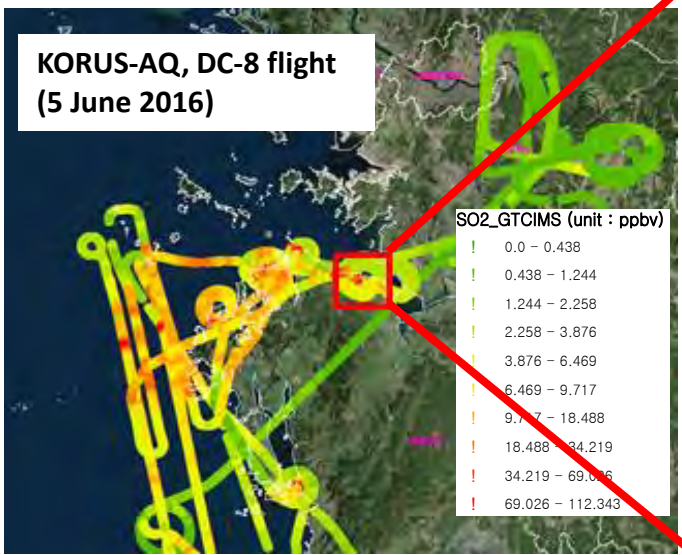 KORUS-AQ, DC-8 flight
(5 June 2016)
SO2_GTCIMS (unit : ppbv)
! 0.0 - 0.438
! 0.438 - 1.244
! 1.244 - 2.258
! 2.258 - 3.876
! 3.876 - 6.469
! 6.469 - 9.717
! 9.717 - 18.488
! 18.488 - 34.219
! 34.219 - 69.026
! 69.026 - 112.343